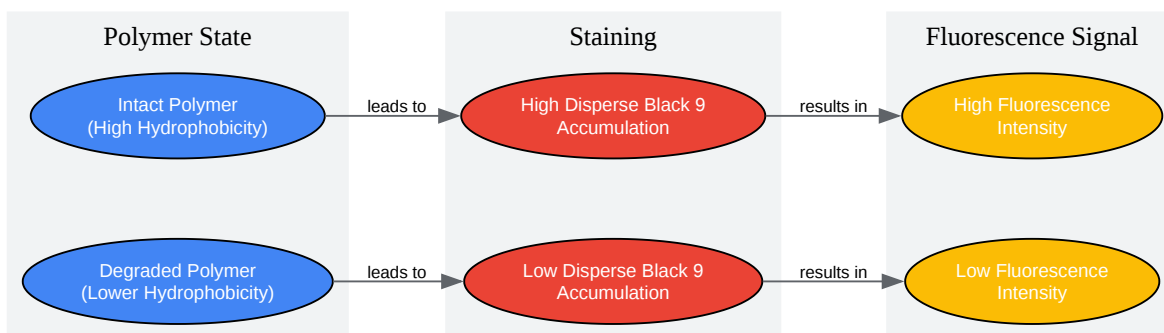 Polymer State
Staining
Fluorescence Signal
Intact Polymer
(High Hydrophobicity)
leads to
High Disperse Black 9
Accumulation
results in
High Fluorescence
Intensity
Degraded Polymer
(Lower Hydrophobicity)
leads to
Low Disperse Black 9
Accumulation
results in
Low Fluorescence
Intensity